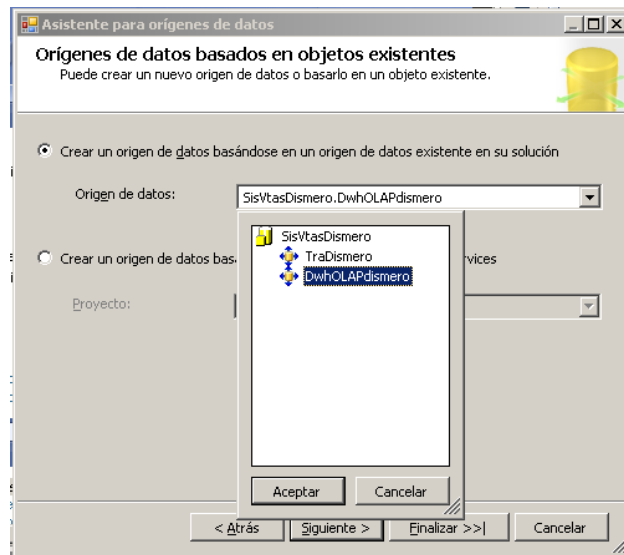 Asistente para orígenes de datos
Orígenes de datos basados en objetos existentes
Puede crear un nuevo origen de datos o basarlo en un objeto existente.
Crear un origen de datos basándose en un origen de datos existente en su solución
Origen de datos:
SisVtasDismero.DwhOLAPdismero
SisVtasDismero
TraDismero
Crear un origen de datos bas
vices
DwhOLAPdismero
Proyecto:
Aceptar
Cancelar
< Atrás
Siguiente >
Finalizar >>|
Cancelar